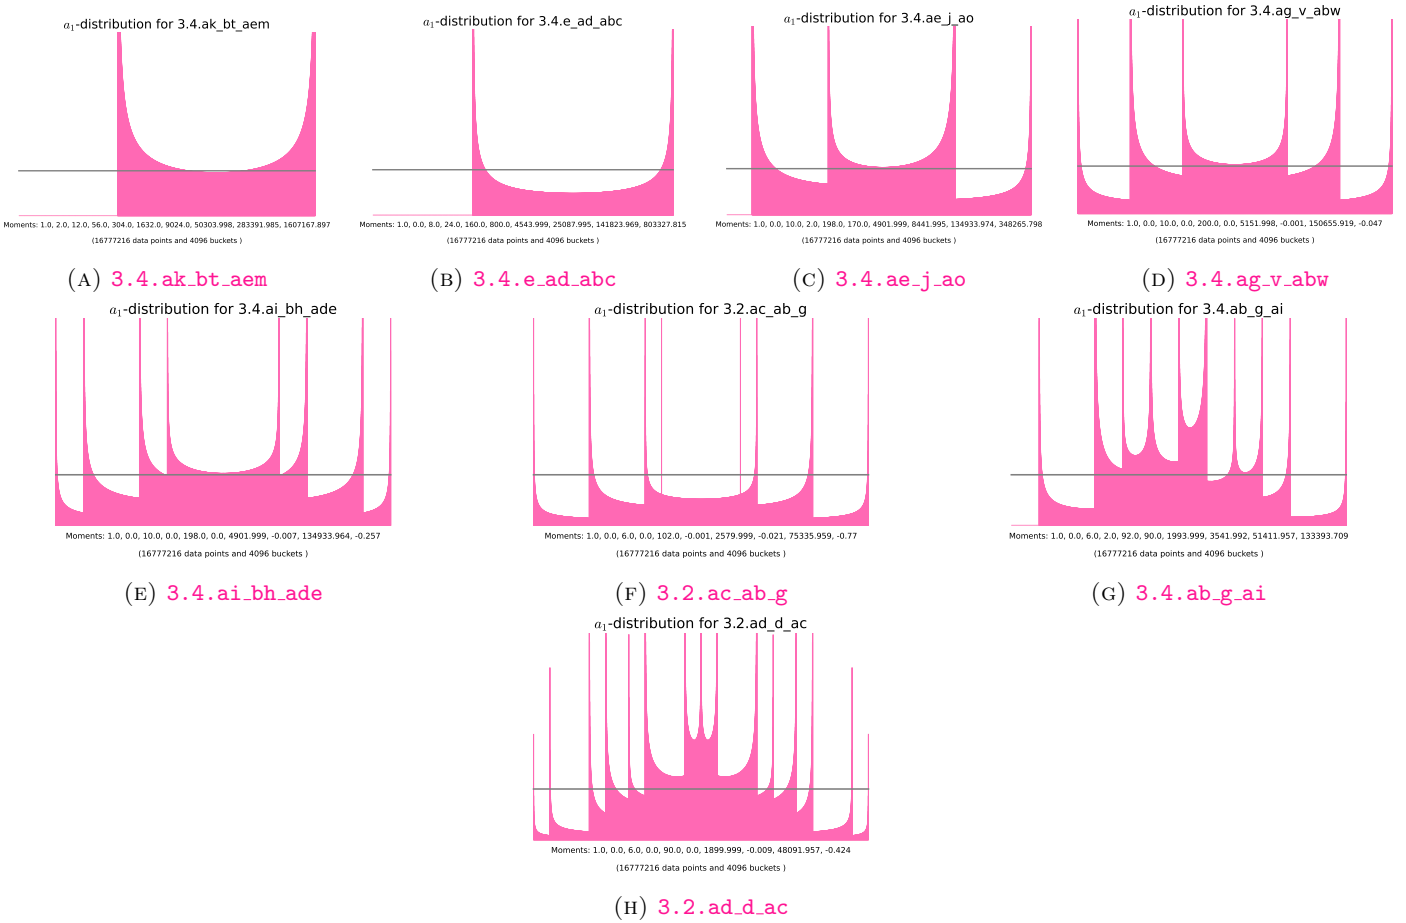 a₁-distribution for 3.4.ak_bt_aem
Moments: 1.0, 2.0, 12.0, 56.0, 304.0, 1632.0, 9024.0, 50303.998, 283391.985, 1607167.897
(16777216 data points and 4096 buckets )
(A) 3.4.ak_bt_aem
a₁-distribution for 3.4.e_ad_abc
Moments: 1.0, 0.0, 8.0, 24.0, 160.0, 800.0, 4543.999, 25087.995, 141823.969, 803327.815
(16777216 data points and 4096 buckets )
(B) 3.4.e_ad_abc
a₁-distribution for 3.4.ae_j_ao
Moments: 1.0, 0.0, 10.0, 2.0, 198.0, 170.0, 4901.999, 8441.995, 134933.974, 348265.798
(16777216 data points and 4096 buckets )
(C) 3.4.ae_j_ao
a₁-distribution for 3.4.ag_v_abw
Moments: 1.0, 0.0, 10.0, 0.0, 200.0, 0.0, 5151.998, -0.001, 150655.919, -0.047
(16777216 data points and 4096 buckets )
(D) 3.4.ag_v_abw
a₁-distribution for 3.4.ai_bh_ade
Moments: 1.0, 0.0, 10.0, 0.0, 198.0, 0.0, 4901.999, -0.007, 134933.964, -0.257
(16777216 data points and 4096 buckets )
(E) 3.4.ai_bh_ade
a₁-distribution for 3.2.ac_ab_g
Moments: 1.0, 0.0, 6.0, 0.0, 102.0, -0.001, 2579.999, -0.021, 75335.959, -0.77
(16777216 data points and 4096 buckets )
(F) 3.2.ac_ab_g
a₁-distribution for 3.4.ab_g_ai
Moments: 1.0, 0.0, 6.0, 2.0, 92.0, 90.0, 1993.999, 3541.992, 51411.957, 133393.709
(16777216 data points and 4096 buckets )
(G) 3.4.ab_g_ai
a₁-distribution for 3.2.ad_d_ac
Moments: 1.0, 0.0, 6.0, 0.0, 90.0, 0.0, 1899.999, -0.009, 48091.957, -0.424
(16777216 data points and 4096 buckets )
(H) 3.2.ad_d_ac